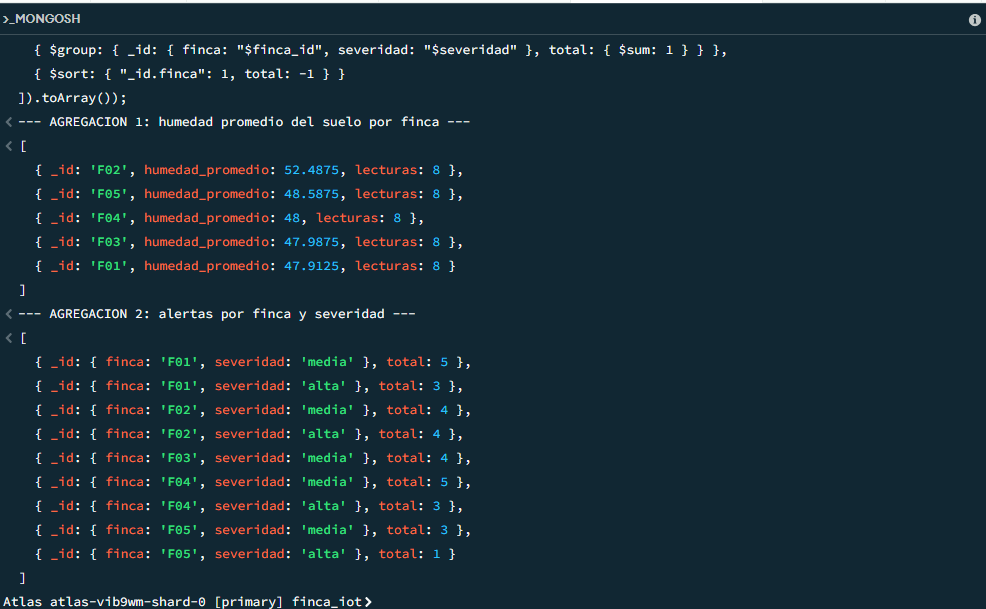 >_MONGOSH
{ $group: { _id: { finca: "$finca_id", severidad: "$severidad" }, total: { $sum: 1 } } },
{ $sort: { "_id.finca": 1, total: -1 } }
]).toArray());
< --- AGREGACION 1: humedad promedio del suelo por finca ---
< [
{ _id: 'F02', humedad_promedio: 52.4875, lecturas: 8 },
{ _id: 'F05', humedad_promedio: 48.5875, lecturas: 8 },
{ _id: 'F04', humedad_promedio: 48, lecturas: 8 },
{ _id: 'F03', humedad_promedio: 47.9875, lecturas: 8 },
{ _id: 'F01', humedad_promedio: 47.9125, lecturas: 8 }
]
< --- AGREGACION 2: alertas por finca y severidad ---
< [
{ _id: { finca: 'F01', severidad: 'media' }, total: 5 },
{ _id: { finca: 'F01', severidad: 'alta' }, total: 3 },
{ _id: { finca: 'F02', severidad: 'media' }, total: 4 },
{ _id: { finca: 'F02', severidad: 'alta' }, total: 4 },
{ _id: { finca: 'F03', severidad: 'media' }, total: 4 },
{ _id: { finca: 'F04', severidad: 'media' }, total: 5 },
{ _id: { finca: 'F04', severidad: 'alta' }, total: 3 },
{ _id: { finca: 'F05', severidad: 'media' }, total: 3 },
{ _id: { finca: 'F05', severidad: 'alta' }, total: 1 }
]
Atlas atlas-vib9wm-shard-0 [primary] finca_iot>